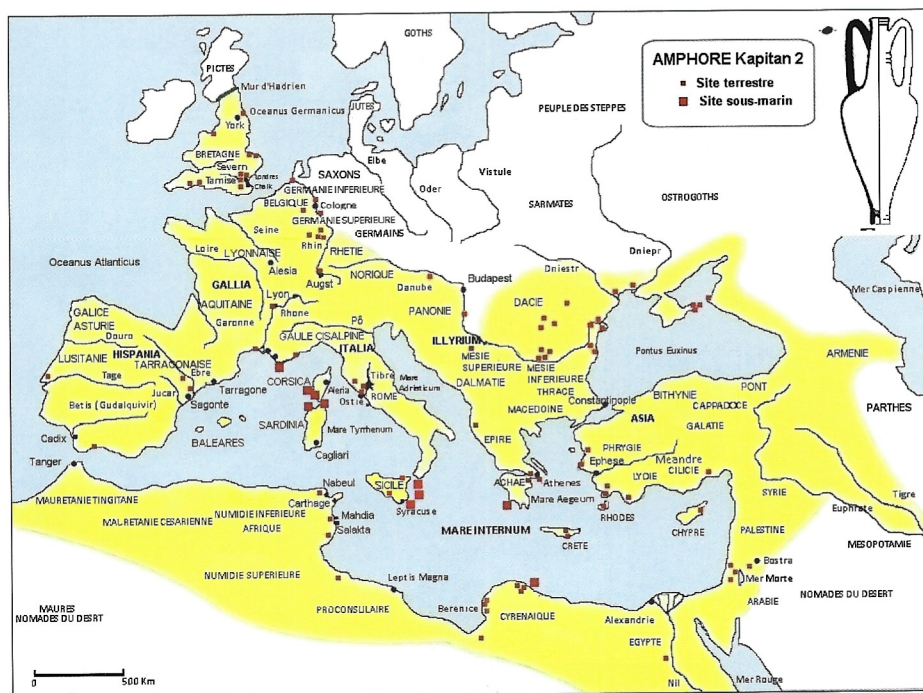 AMPHORE Kapitan 2
Site terrestre
Site sous-marin
GOTHS
PICTES
Mur d'Hadrien
Oceanus Germanicus
York
JUTES
PEUPLE DES STEPPES
BRETAGNE
Severn
Londres
Tamise
Chalk
SAXONS
Elbe
Oder
Vistule
SARMATES
OSTROGOTHS
GERMANIE INFERIEURE
BELGIQUE
Cologne
GERMANIE SUPERIEURE
GERMAINS
Seine
Rhin
RHETIE
Dniepr
Dniestr
Oceanus Atlanticus
Loire
LYONNAISE
Alesia
Augst
NORIQUE
Danube
Budapest
Mer Caspienne
GALLIA
AQUITAINE
Lyon
Rhone
PANONIE
DACIE
Garonne
Pô
GAULE CISALPINE
ITALIA
ILLYRIUM
GALICE
ASTURIE
Douro
LUSITANIE
HISPANIA
TARRACONAISE
Ebre
Tage
Tarragone
Jucar
Sagonte
Betis (Gudalquivir)
BALEARES
Cadix
Tanger
CORSICA
Aleria
Tibre
Mare
Adriaticum
Ostie
ROME
SARDINIA
Mare Tyrrhenum
Cagliari
MESIE
SUPERIEURE
DALMATIE
MESIE
INFERIEURE
THRACE
MACEDOINE
EPIRE
Pontus Euxinus
ARMENIE
Constantinople
BITHYNIE
PONT
CAPPADOCE
ASIA
GALATIE
PARTHES
PHRYGIE
Ephese
Meandre
CILICIE
LYDIE
ACHAE
Athenes
Mare Aegeum
RHODES
SICILE
Syracuse
Nabeul
Carthage
Mahdia
Salakta
MAURETANIE TINGITANE
MAURETANIE CESARIENNE
NUMIDIE INFERIEURE
AFRIQUE
NUMIDIE SUPERIEURE
MARE INTERNUM
CRETE
CHYPRE
SYRIE
Euphrate
Tigre
MESOPOTAMIE
PALESTINE
Bostra
Mer Morte
ARABIE
NOMADES DU DESERT
Leptis Magna
PROCONSULAIRE
Berenice
CYRENAIQUE
Alexandrie
EGYPTE
Nil
Mer Rouge
MAURES
NOMADES DU DESRT
0
500 Km